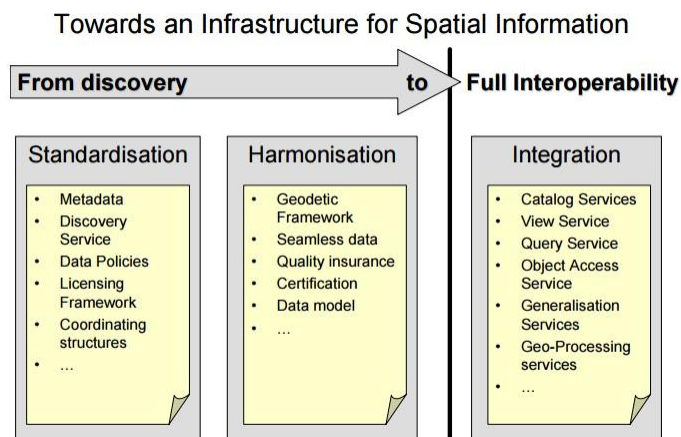 Towards an Infrastructure for Spatial Information
From discovery to Full Interoperability
Standardisation
• Metadata
• Discovery
Service
• Data Policies
• Licensing
Framework
• Coordinating
structures
• ...
Harmonisation
• Geodetic
Framework
• Seamless data
• Quality insurance
• Certification
• Data model
• ...
Integration
• Catalog Services
• View Service
• Query Service
• Object Access
Service
• Generalisation
Services
• Geo-Processing
services
• ...